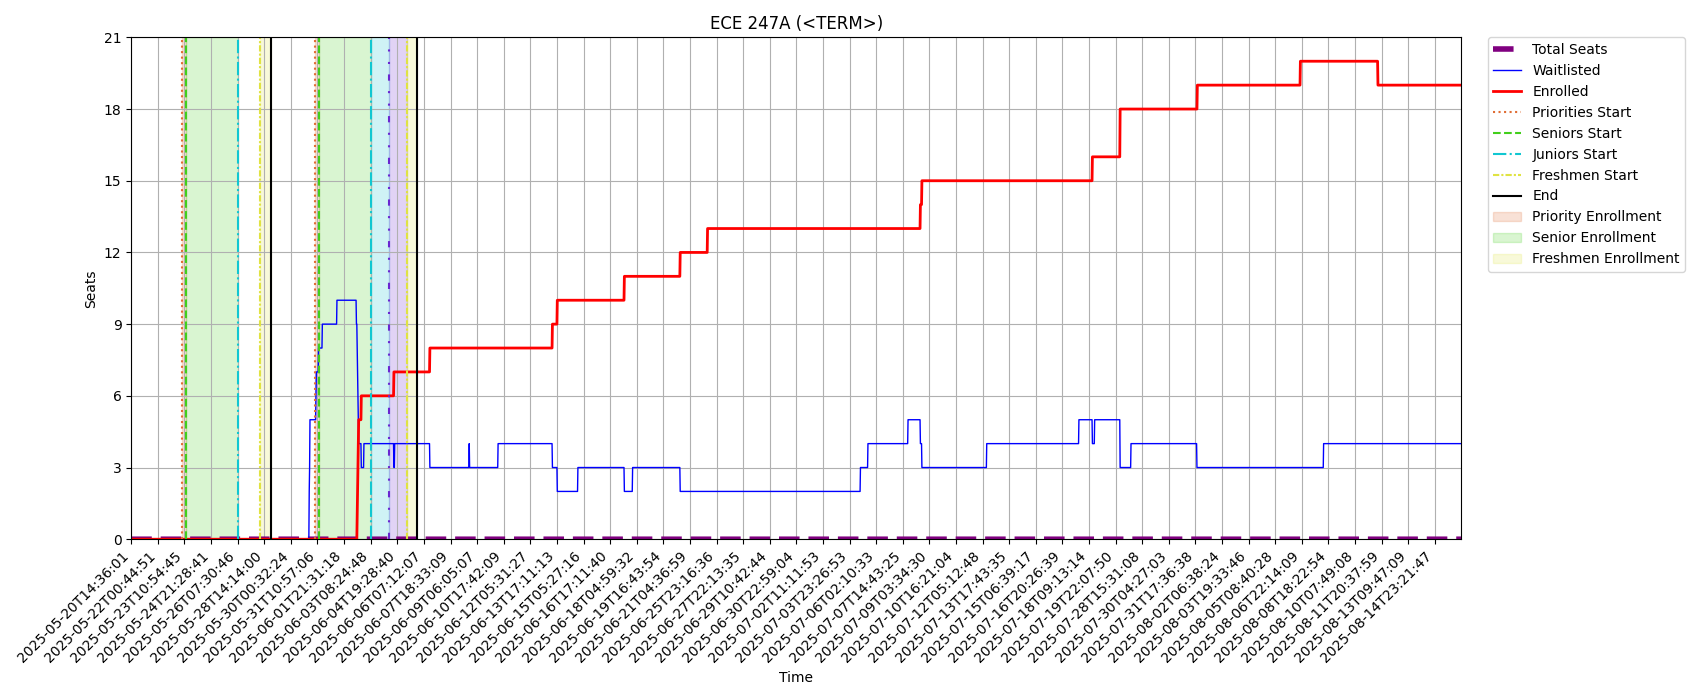 ECE 247A (<TERM>)
21
18
15
12
9
6
3
0
Seats
2025-05-20T14:36:01
2025-05-22T00:44:51
2025-05-23T10:54:45
2025-05-24T21:28:41
2025-05-26T07:30:46
2025-05-28T14:14:00
2025-05-30T00:32:24
2025-05-31T10:57:06
2025-06-01T21:31:18
2025-06-03T08:24:48
2025-06-04T19:28:40
2025-06-06T07:12:07
2025-06-07T18:33:09
2025-06-09T06:05:07
2025-06-10T17:42:09
2025-06-12T05:31:27
2025-06-13T17:11:13
2025-06-15T05:27:16
2025-06-16T17:11:40
2025-06-18T04:59:32
2025-06-19T16:43:54
2025-06-21T04:36:59
2025-06-25T23:16:36
2025-06-27T22:13:35
2025-06-29T10:42:44
2025-06-30T22:59:04
2025-07-02T11:11:53
2025-07-03T23:26:53
2025-07-06T02:10:33
2025-07-07T14:43:25
2025-07-09T03:34:30
2025-07-10T16:21:04
2025-07-12T05:12:48
2025-07-13T17:43:35
2025-07-15T06:39:17
2025-07-16T20:26:39
2025-07-18T09:13:14
2025-07-19T22:07:50
2025-07-28T15:31:08
2025-07-30T04:27:03
2025-07-31T17:36:38
2025-08-02T06:38:24
2025-08-03T19:33:46
2025-08-05T08:40:28
2025-08-06T22:14:09
2025-08-08T18:22:54
2025-08-10T07:49:08
2025-08-11T20:37:59
2025-08-13T09:47:09
2025-08-14T23:21:47
Time
Total Seats
Waitlisted
Enrolled
Priorities Start
Seniors Start
Juniors Start
Freshmen Start
End
Priority Enrollment
Senior Enrollment
Freshmen Enrollment